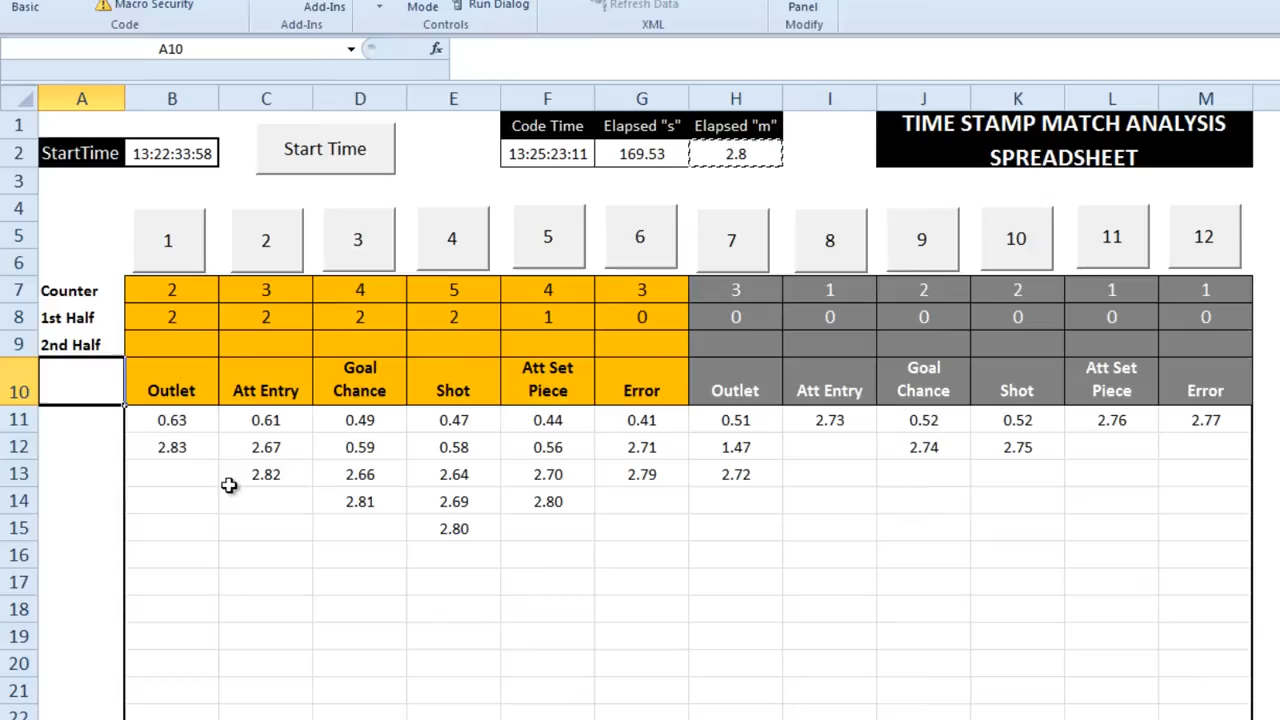 Basic Macro Security Add-Ins Mode Run Dialog Refresh Data Panel
Code Add-Ins Controls XML Modify
A10 fx
A B C D E F G H I J K L M
1 Code Time Elapsed "s" Elapsed "m" TIME STAMP MATCH ANALYSIS
2 StartTime 13:22:33:58 Start Time 13:25:23:11 169.53 2.8 SPREADSHEET
3
4
5 1 2 3 4 5 6 7 8 9 10 11 12
6
7 Counter 2 3 4 5 4 3 3 1 2 2 1 1
8 1st Half 2 2 2 2 1 0 0 0 0 0 0 0
9 2nd Half
Goal Att Set Goal Att Set
10 Outlet Att Entry Chance Shot Piece Error Outlet Att Entry Chance Shot Piece Error
11 0.63 0.61 0.49 0.47 0.44 0.41 0.51 2.73 0.52 0.52 2.76 2.77
12 2.83 2.67 0.59 0.58 0.56 2.71 1.47 2.74 2.75
13 2.82 2.66 2.64 2.70 2.79 2.72
14 2.81 2.69 2.80
15 2.80
16
17
18
19
20
21
22